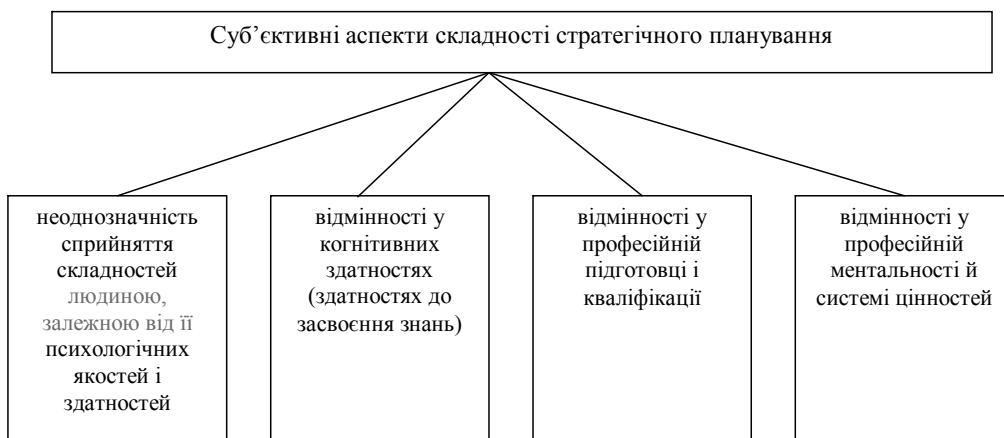 Суб’єктивні аспекти складності стратегічного планування
неоднозначність
сприйняття
складностей
людиною,
залежною від її
психологічних
якостей і
здатностей
відмінності у
когнітивних
здатностях
(здатностях до
засвоєння знань)
відмінності у
професійній
підготовці і
кваліфікації
відмінності у
професійній
ментальності й
системі цінностей